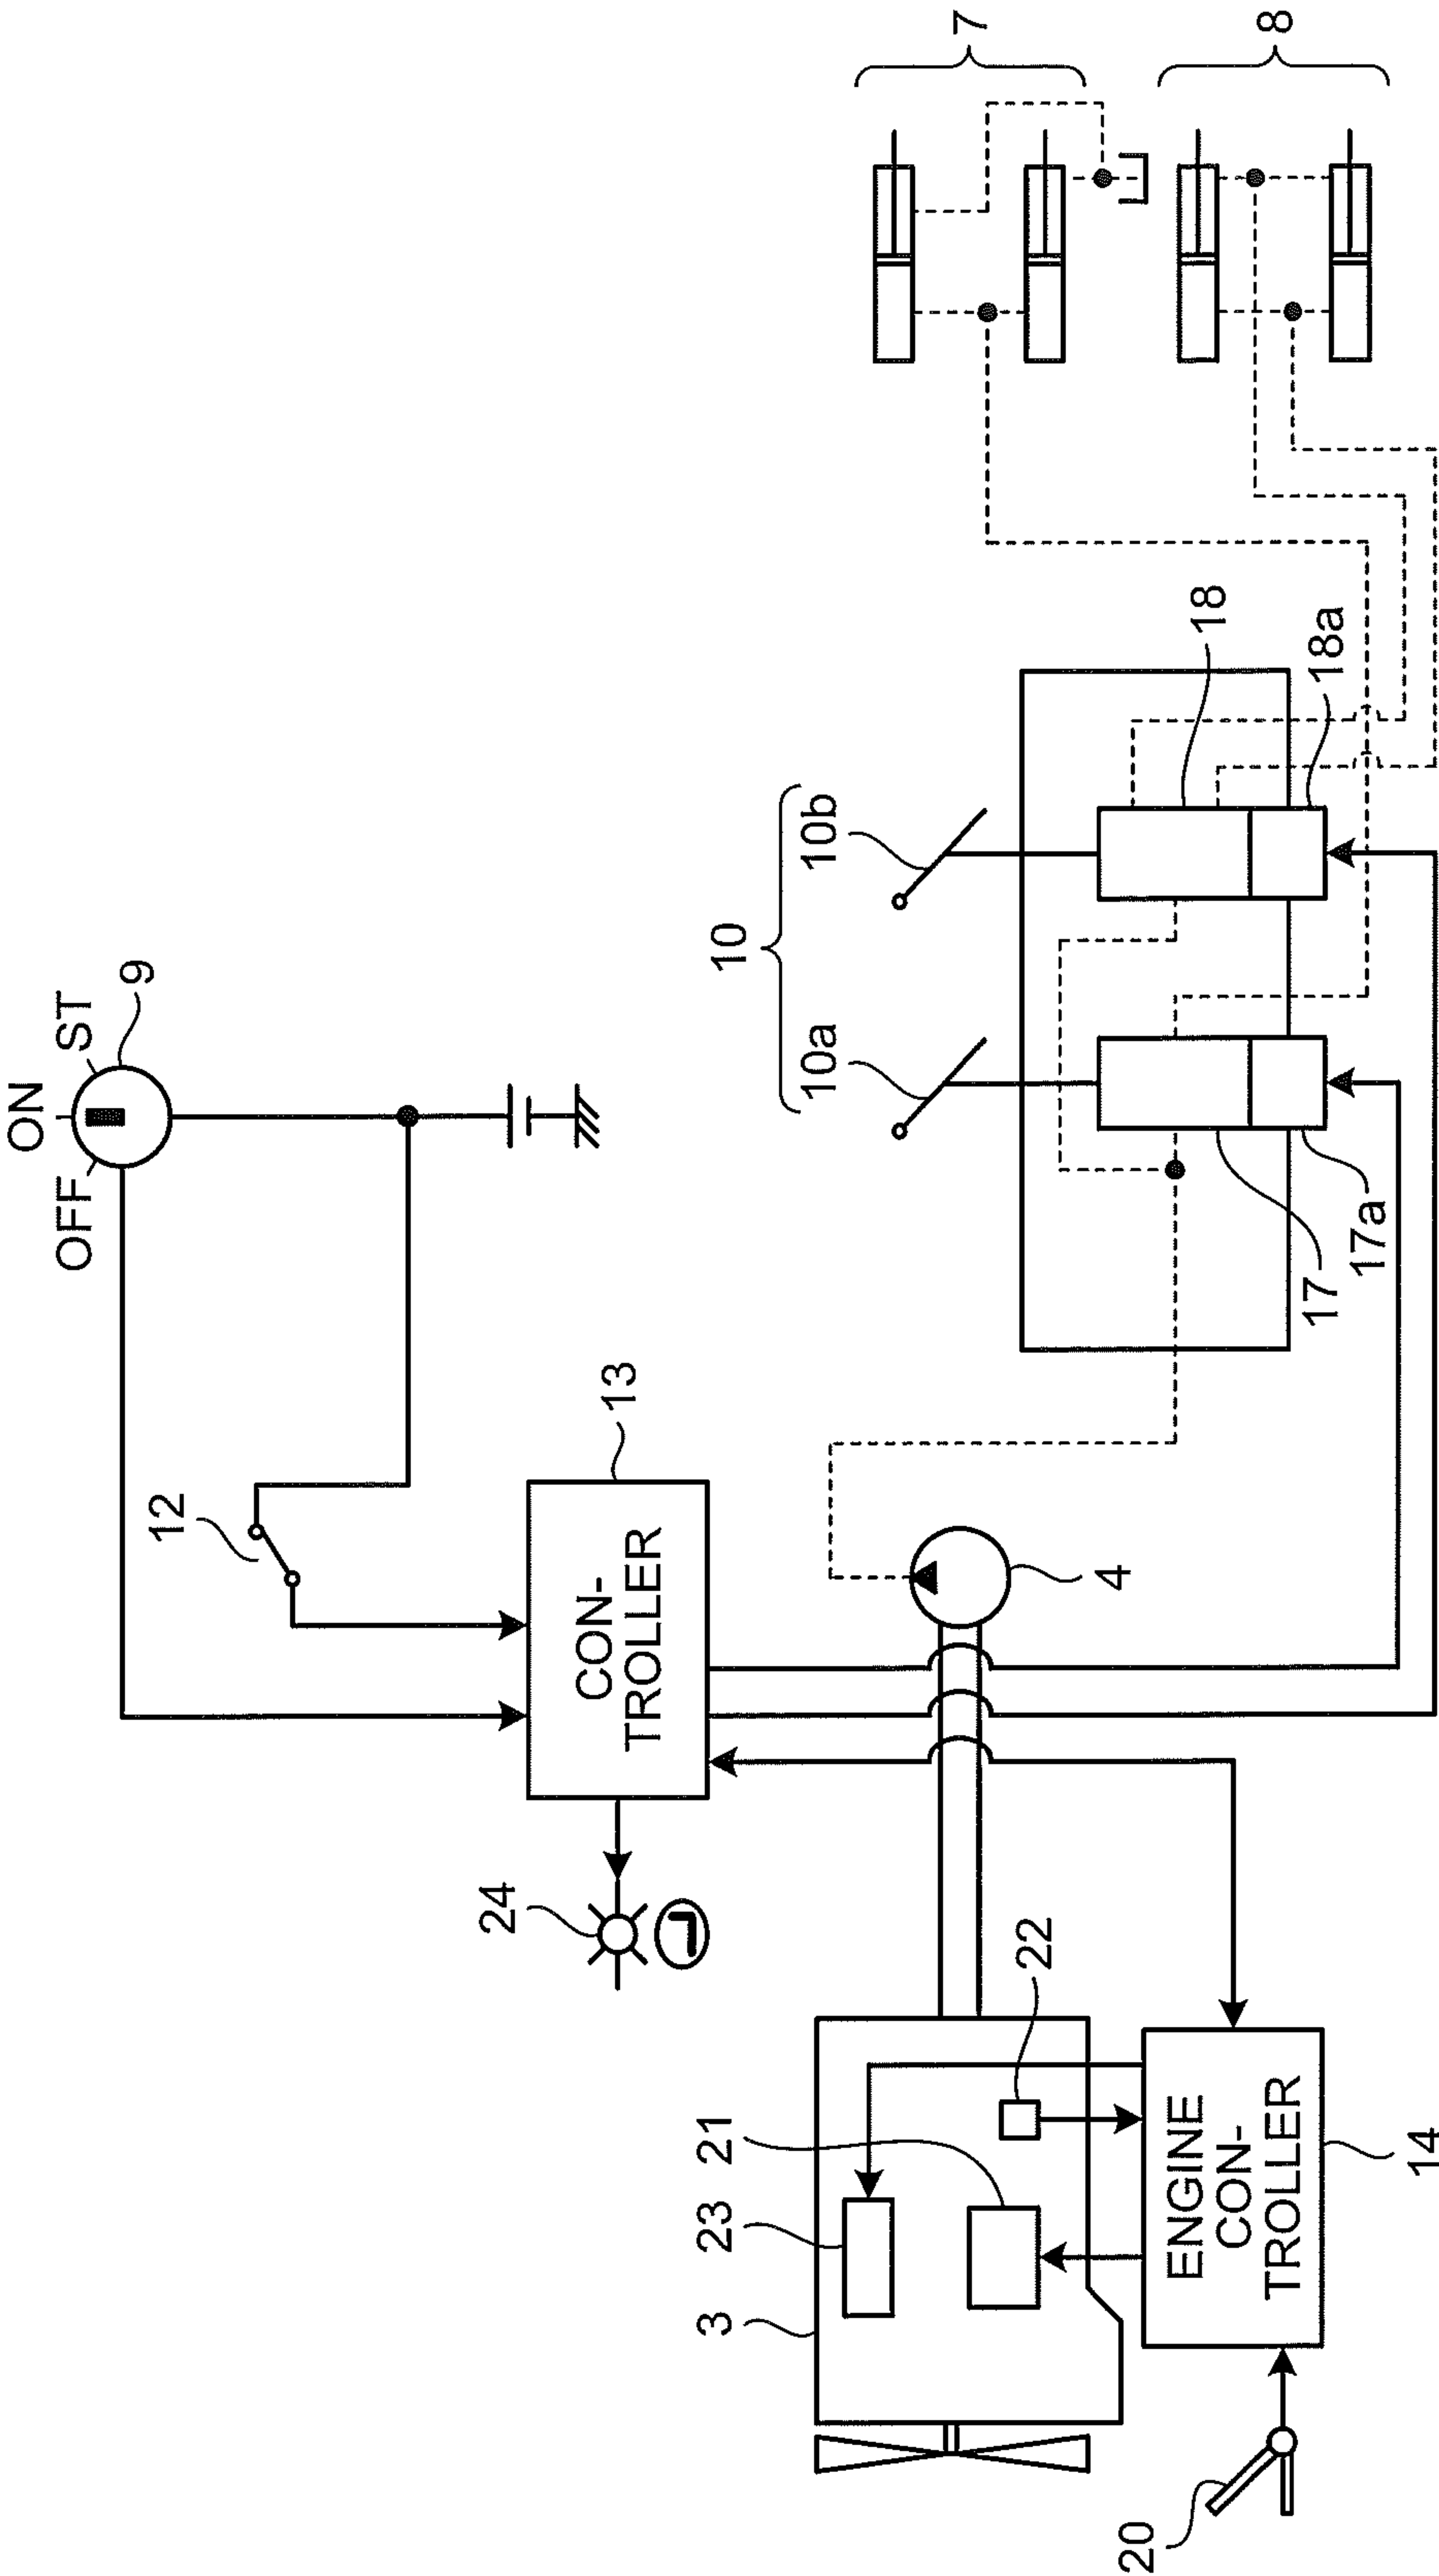 OFF
ON
ST
9
12
CON-
TROLLER
13
24
L
10
10a
10b
7
8
18
18a
17
17a
4
3
23
21
22
ENGINE
CON-
TROLLER
14
20